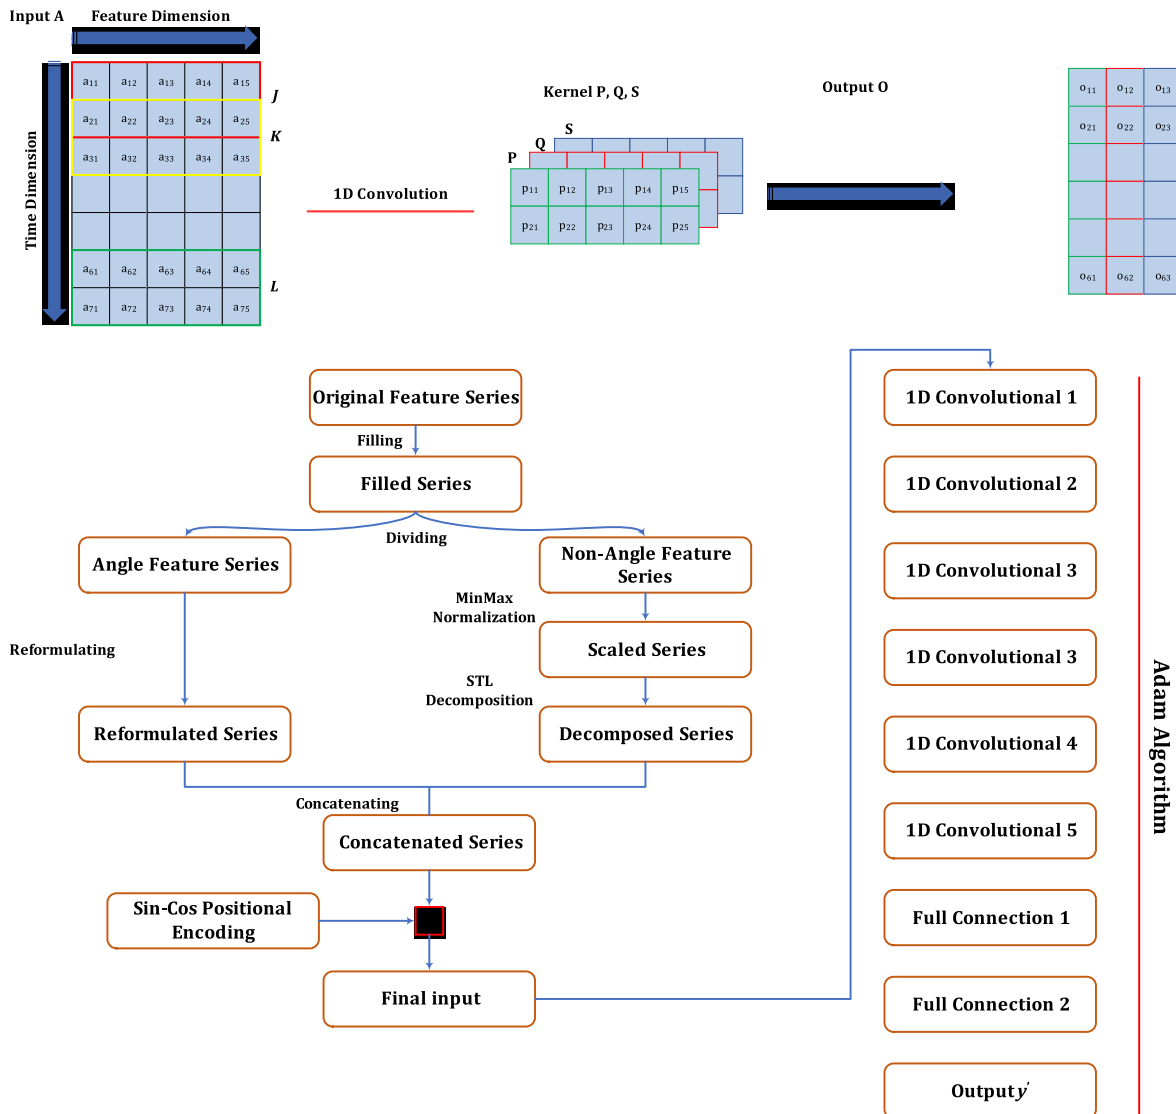 Input A
Feature Dimension
Time Dimension
a11 a12 a13 a14 a15
J
a21 a22 a23 a24 a25
K
a31 a32 a33 a34 a35
a61 a62 a63 a64 a65
L
a71 a72 a73 a74 a75
1D Convolution
Kernel P, Q, S
S
Q
P
p11 p12 p13 p14 p15
p21 p22 p23 p24 p25
Output O
o11 o12 o13
o21 o22 o23
o61 o62 o63
Original Feature Series
Filling
Filled Series
Dividing
Angle Feature Series
Non-Angle Feature
Series
MinMax
Normalization
Reformulating
Scaled Series
STL
Decomposition
Reformulated Series
Decomposed Series
Concatenating
Concatenated Series
Sin-Cos Positional
Encoding
Final input
1D Convolutional 1
1D Convolutional 2
1D Convolutional 3
1D Convolutional 3
1D Convolutional 4
1D Convolutional 5
Full Connection 1
Full Connection 2
Output y'
Adam Algorithm